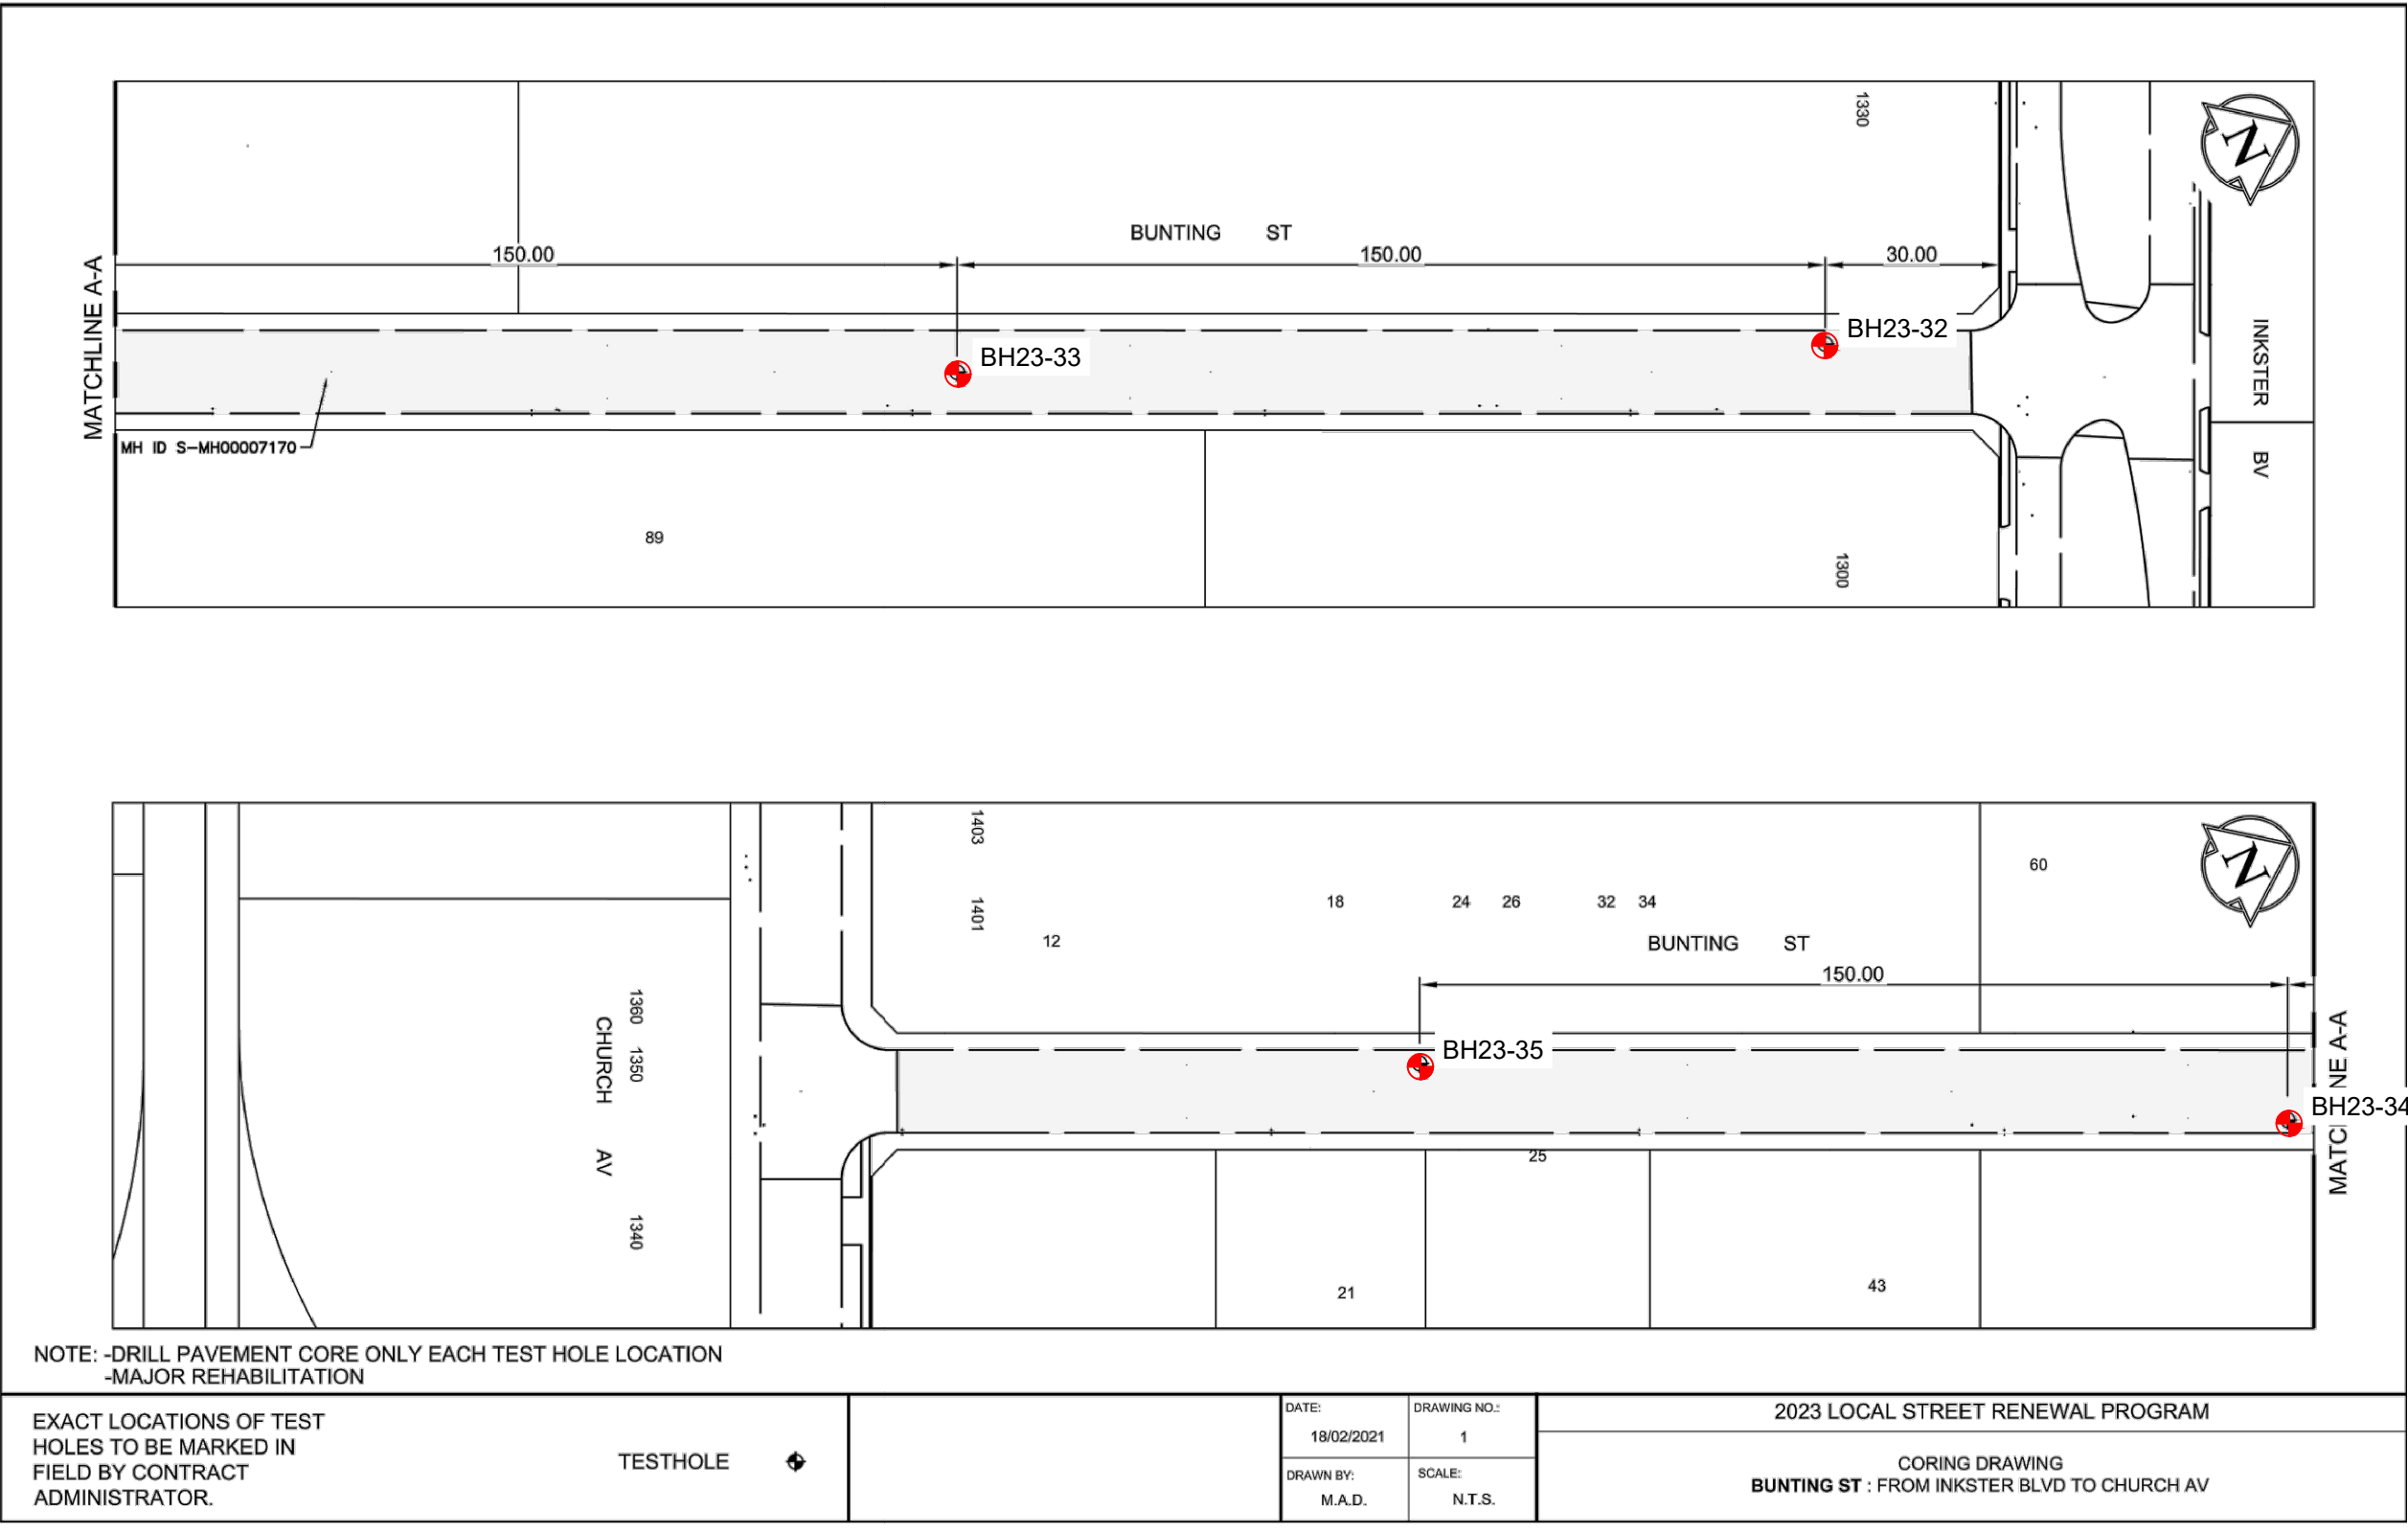 1330
N
BUNTING ST
150.00
150.00
30.00
MATCHLINE A-A
BH23-32
BH23-33
INKSTER BV
MH ID S-MH00007170
89
1300
1403
60
N
1401
18
24
26
32
34
12
BUNTING ST
150.00
1360
1350
CHURCH AV
BH23-35
MATCHLINE A-A
BH23-34
25
1340
21
43
NOTE: -DRILL PAVEMENT CORE ONLY EACH TEST HOLE LOCATION
-MAJOR REHABILITATION
EXACT LOCATIONS OF TEST
HOLES TO BE MARKED IN
FIELD BY CONTRACT
ADMINISTRATOR.
TESTHOLE
DATE:
18/02/2021
DRAWING NO.:
1
DRAWN BY:
M.A.D.
SCALE:
N.T.S.
2023 LOCAL STREET RENEWAL PROGRAM
CORING DRAWING
BUNTING ST : FROM INKSTER BLVD TO CHURCH AV